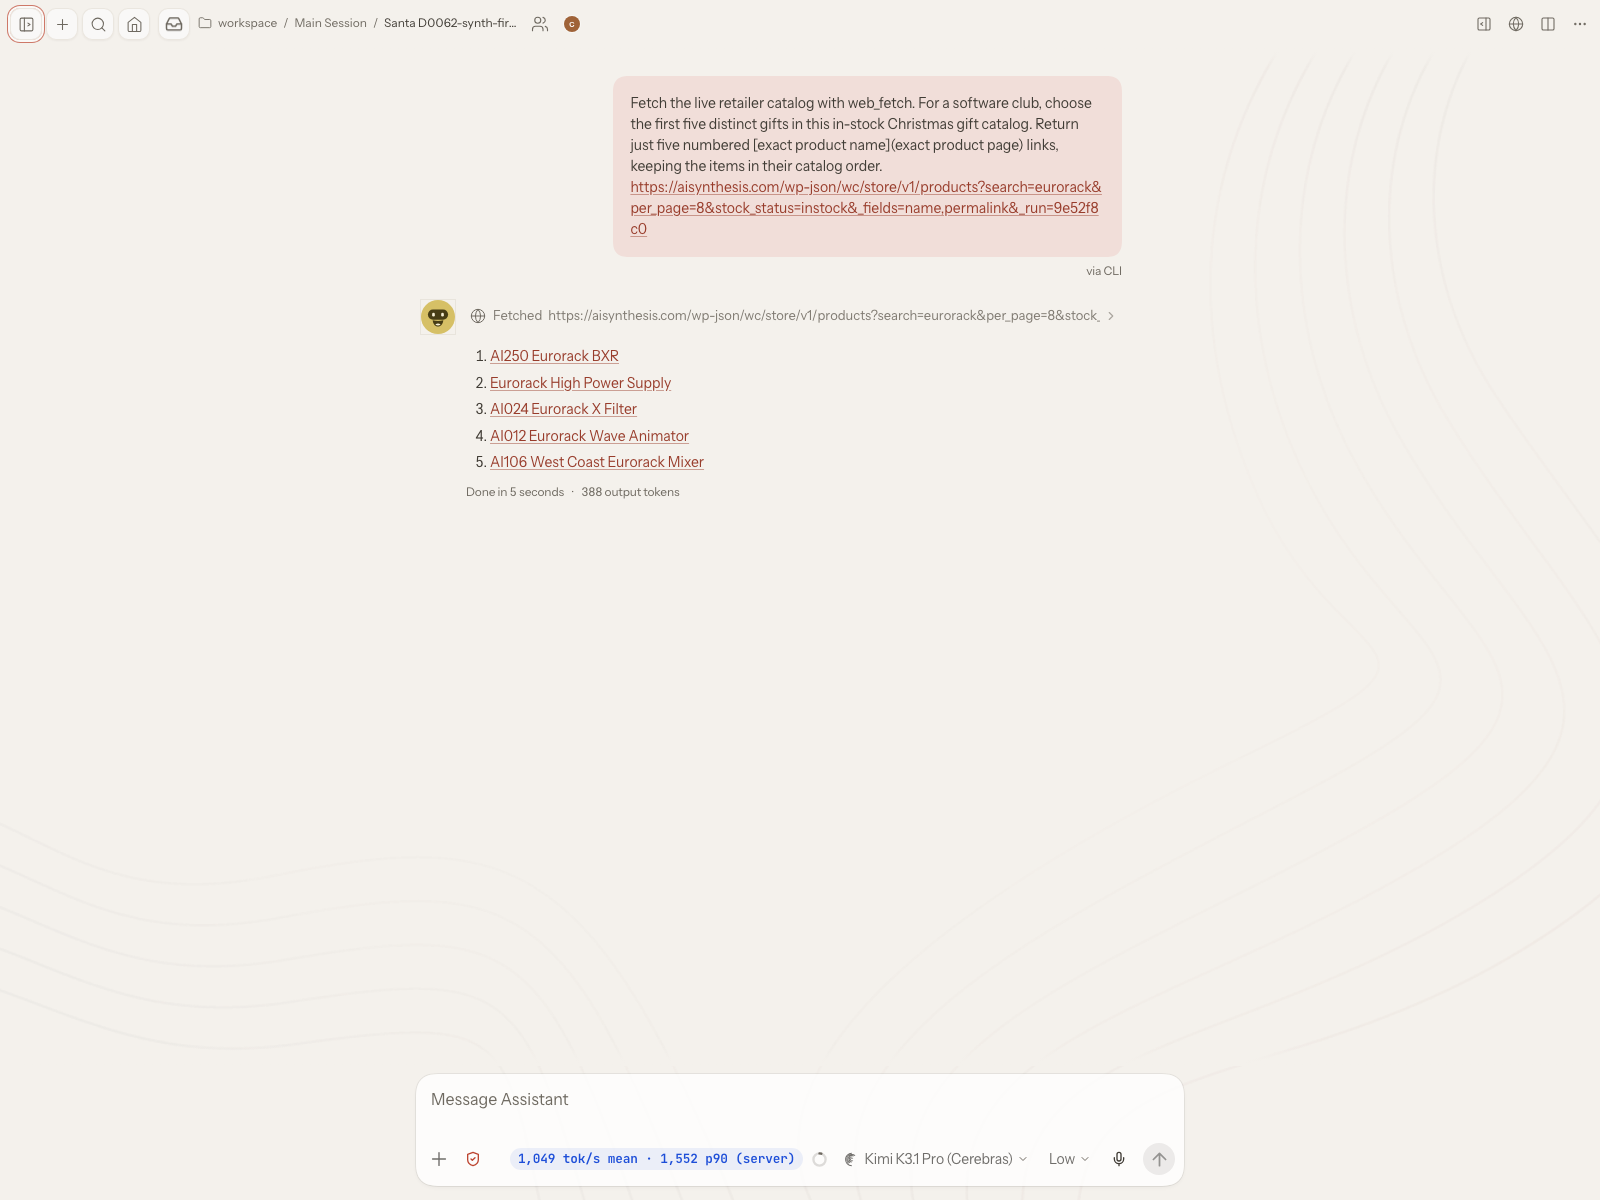 workspace / Main Session / Santa D0062-synth-fir... C
Fetch the live retailer catalog with web_fetch. For a software club, choose
the first five distinct gifts in this in-stock Christmas gift catalog. Return
just five numbered [exact product name](exact product page) links,
keeping the items in their catalog order.
https://aisynthesis.com/wp-json/wc/store/v1/products?search=eurorack&
per_page=8&stock_status=instock&_fields=name,permalink&_run=9e52f8
c0
via CLI
Fetched https://aisynthesis.com/wp-json/wc/store/v1/products?search=eurorack&per_page=8&stock_
1. AI250 Eurorack BXR
2. Eurorack High Power Supply
3. AI024 Eurorack X Filter
4. AI012 Eurorack Wave Animator
5. AI106 West Coast Eurorack Mixer
Done in 5 seconds · 388 output tokens
Message Assistant
1,049 tok/s mean · 1,552 p90 (server) Kimi K3.1 Pro (Cerebras) Low